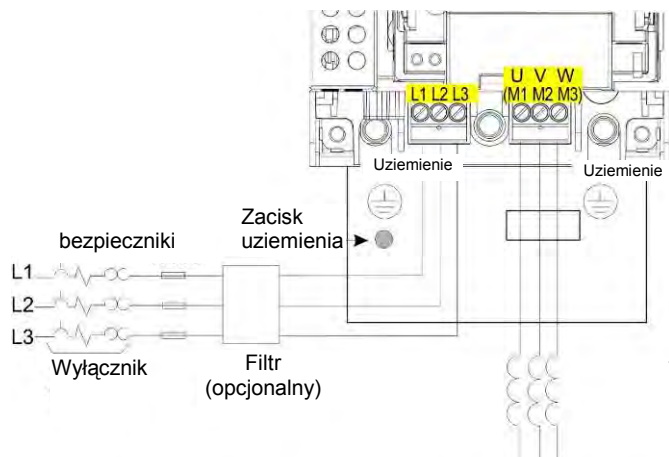 L1 L2 L3
U V W
(M1 M2 M3)
Uziemienie
Uziemienie
Zacisk
uziemienia
bezpieczniki
L1
L2
L3
Wyłącznik
Filtr
(opcjonalny)